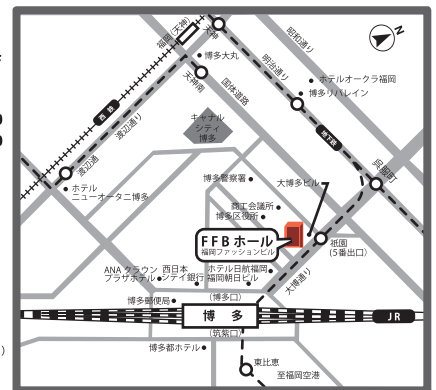 福岡(天神)
天神
昭和通り
N
博多大丸
天神南
国体道路
明治通り
ホテルオークラ福岡
博多リバレイン
西鉄
渡辺通り
地下鉄
キャナル
シティ
博多
渡辺通
呉服町
ホテル
ニューオータニ博多
博多警察署
大博多ビル
商工会議所
博多区役所
FFBホール
福岡ファッションビル
祇園
(5番出口)
大博通り
ANAクラウン
プラザホテル
西日本
シティ銀行
ホテル日航福岡
福岡朝日ビル
博多郵便局
(博多口)
博多
JR
(筑紫口)
博多都ホテル
東比恵
至福岡空港